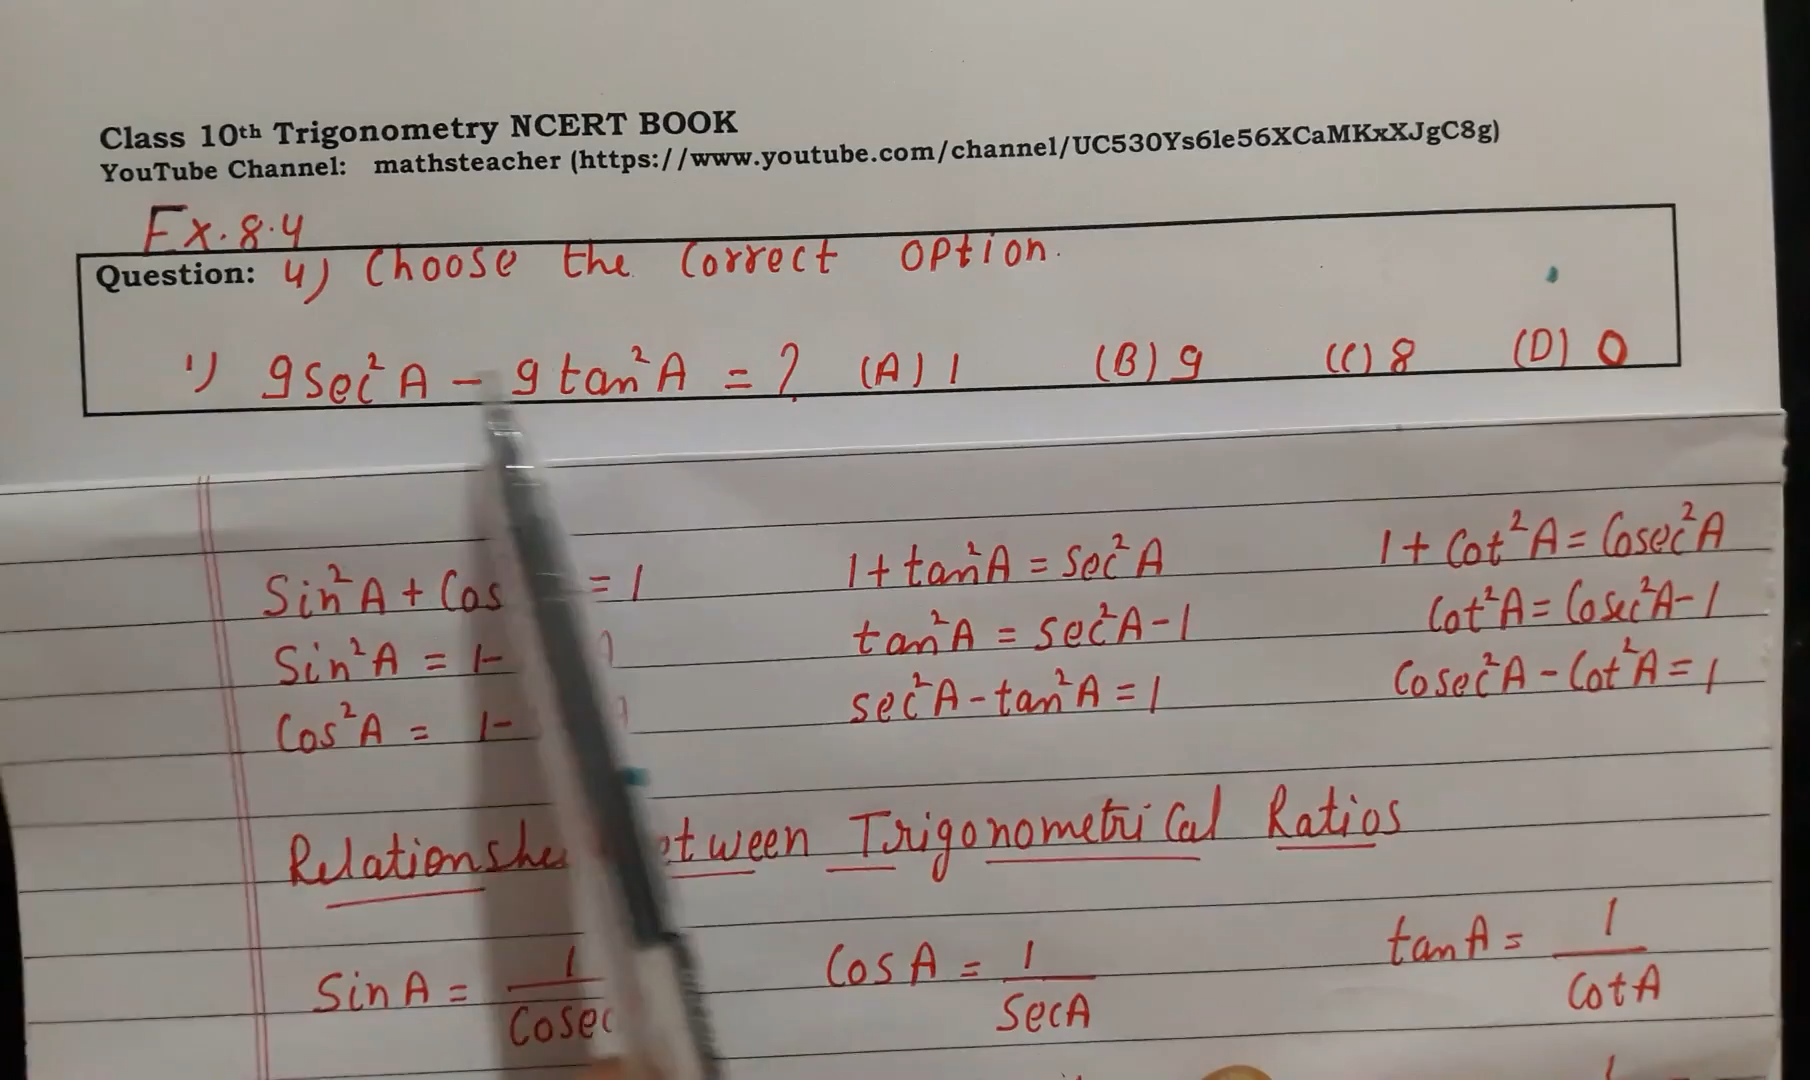 Class 10th Trigonometry NCERT BOOK
YouTube Channel: mathsteacher (https://www.youtube.com/channel/UC530Ys6le56XCaMKxXJgC8g)
Ex.8.4
Question: 4) Choose the Correct option.
1) 9sec²A - 9tan²A = ? (A) 1 (B) 9 (C) 8 (D) 0
Sin²A + Cos = 1 1 + tan²A = sec²A 1 + Cot²A = Cosec²A
Sin²A = 1- tan²A = sec²A-1 Cot²A = Cosec²A-1
Cos²A = 1- sec²A-tan²A = 1 Cosec²A-Cot²A = 1
etween Trigonometrical Ratios
SinA = 1/Cosec CosA = 1/SecA tanA = 1/CotA